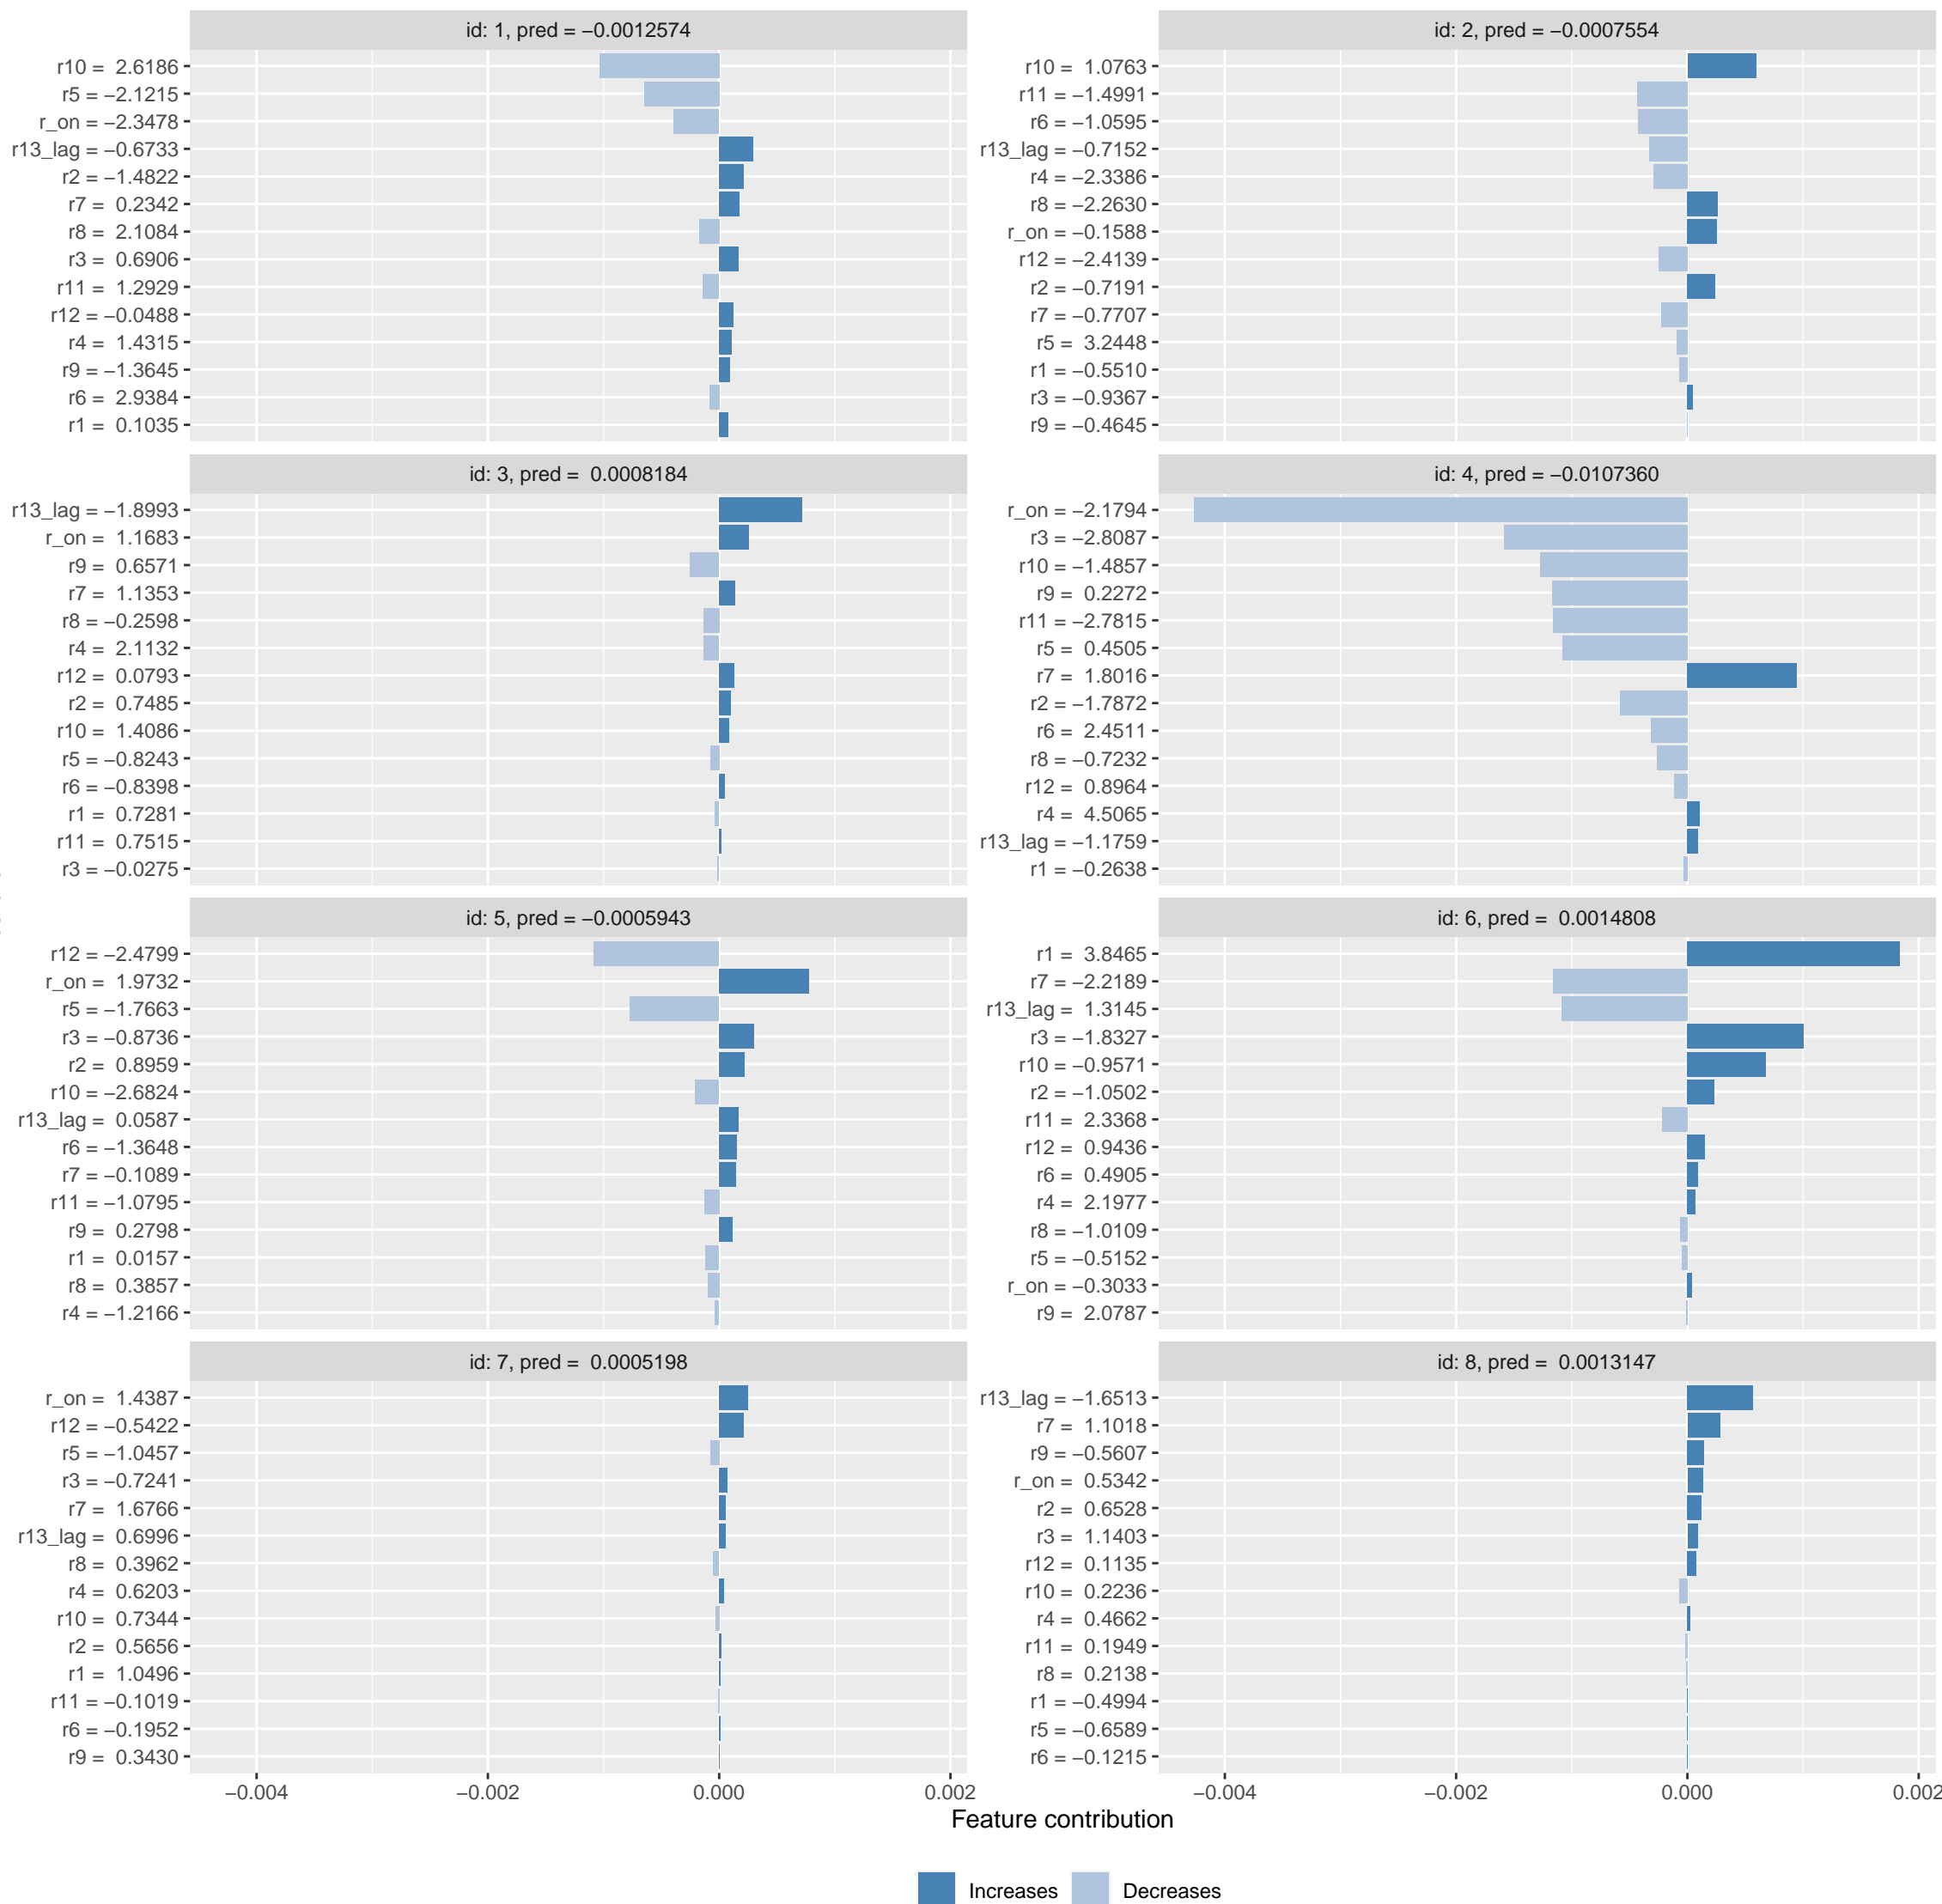 id: 1, pred = −0.0012574
r10 =  2.6186
r5 = −2.1215
r_on = −2.3478
r13_lag = −0.6733
r2 = −1.4822
r7 =  0.2342
r8 =  2.1084
r3 =  0.6906
r11 =  1.2929
r12 = −0.0488
r4 =  1.4315
r9 = −1.3645
r6 =  2.9384
r1 =  0.1035
id: 2, pred = −0.0007554
r10 =  1.0763
r11 = −1.4991
r6 = −1.0595
r13_lag = −0.7152
r4 = −2.3386
r8 = −2.2630
r_on = −0.1588
r12 = −2.4139
r2 = −0.7191
r7 = −0.7707
r5 =  3.2448
r1 = −0.5510
r3 = −0.9367
r9 = −0.4645
id: 3, pred =  0.0008184
r13_lag = −1.8993
r_on =  1.1683
r9 =  0.6571
r7 =  1.1353
r8 = −0.2598
r4 =  2.1132
r12 =  0.0793
r2 =  0.7485
r10 =  1.4086
r5 = −0.8243
r6 = −0.8398
r1 =  0.7281
r11 =  0.7515
r3 = −0.0275
id: 4, pred = −0.0107360
r_on = −2.1794
r3 = −2.8087
r10 = −1.4857
r9 =  0.2272
r11 = −2.7815
r5 =  0.4505
r7 =  1.8016
r2 = −1.7872
r6 =  2.4511
r8 = −0.7232
r12 =  0.8964
r4 =  4.5065
r13_lag = −1.1759
r1 = −0.2638
id: 5, pred = −0.0005943
r12 = −2.4799
r_on =  1.9732
r5 = −1.7663
r3 = −0.8736
r2 =  0.8959
r10 = −2.6824
r13_lag =  0.0587
r6 = −1.3648
r7 = −0.1089
r11 = −1.0795
r9 =  0.2798
r1 =  0.0157
r8 =  0.3857
r4 = −1.2166
id: 6, pred =  0.0014808
r1 =  3.8465
r7 = −2.2189
r13_lag =  1.3145
r3 = −1.8327
r10 = −0.9571
r2 = −1.0502
r11 =  2.3368
r12 =  0.9436
r6 =  0.4905
r4 =  2.1977
r8 = −1.0109
r5 = −0.5152
r_on = −0.3033
r9 =  2.0787
id: 7, pred =  0.0005198
r_on =  1.4387
r12 = −0.5422
r5 = −1.0457
r3 = −0.7241
r7 =  1.6766
r13_lag =  0.6996
r8 =  0.3962
r4 =  0.6203
r10 =  0.7344
r2 =  0.5656
r1 =  1.0496
r11 = −0.1019
r6 = −0.1952
r9 =  0.3430
id: 8, pred =  0.0013147
r13_lag = −1.6513
r7 =  1.1018
r9 = −0.5607
r_on =  0.5342
r2 =  0.6528
r3 =  1.1403
r12 =  0.1135
r10 =  0.2236
r4 =  0.4662
r11 =  0.1949
r8 =  0.2138
r1 = −0.4994
r5 = −0.6589
r6 = −0.1215
−0.004 −0.002 0.000 0.002
−0.004 −0.002 0.000 0.002
Feature contribution
Increases Decreases